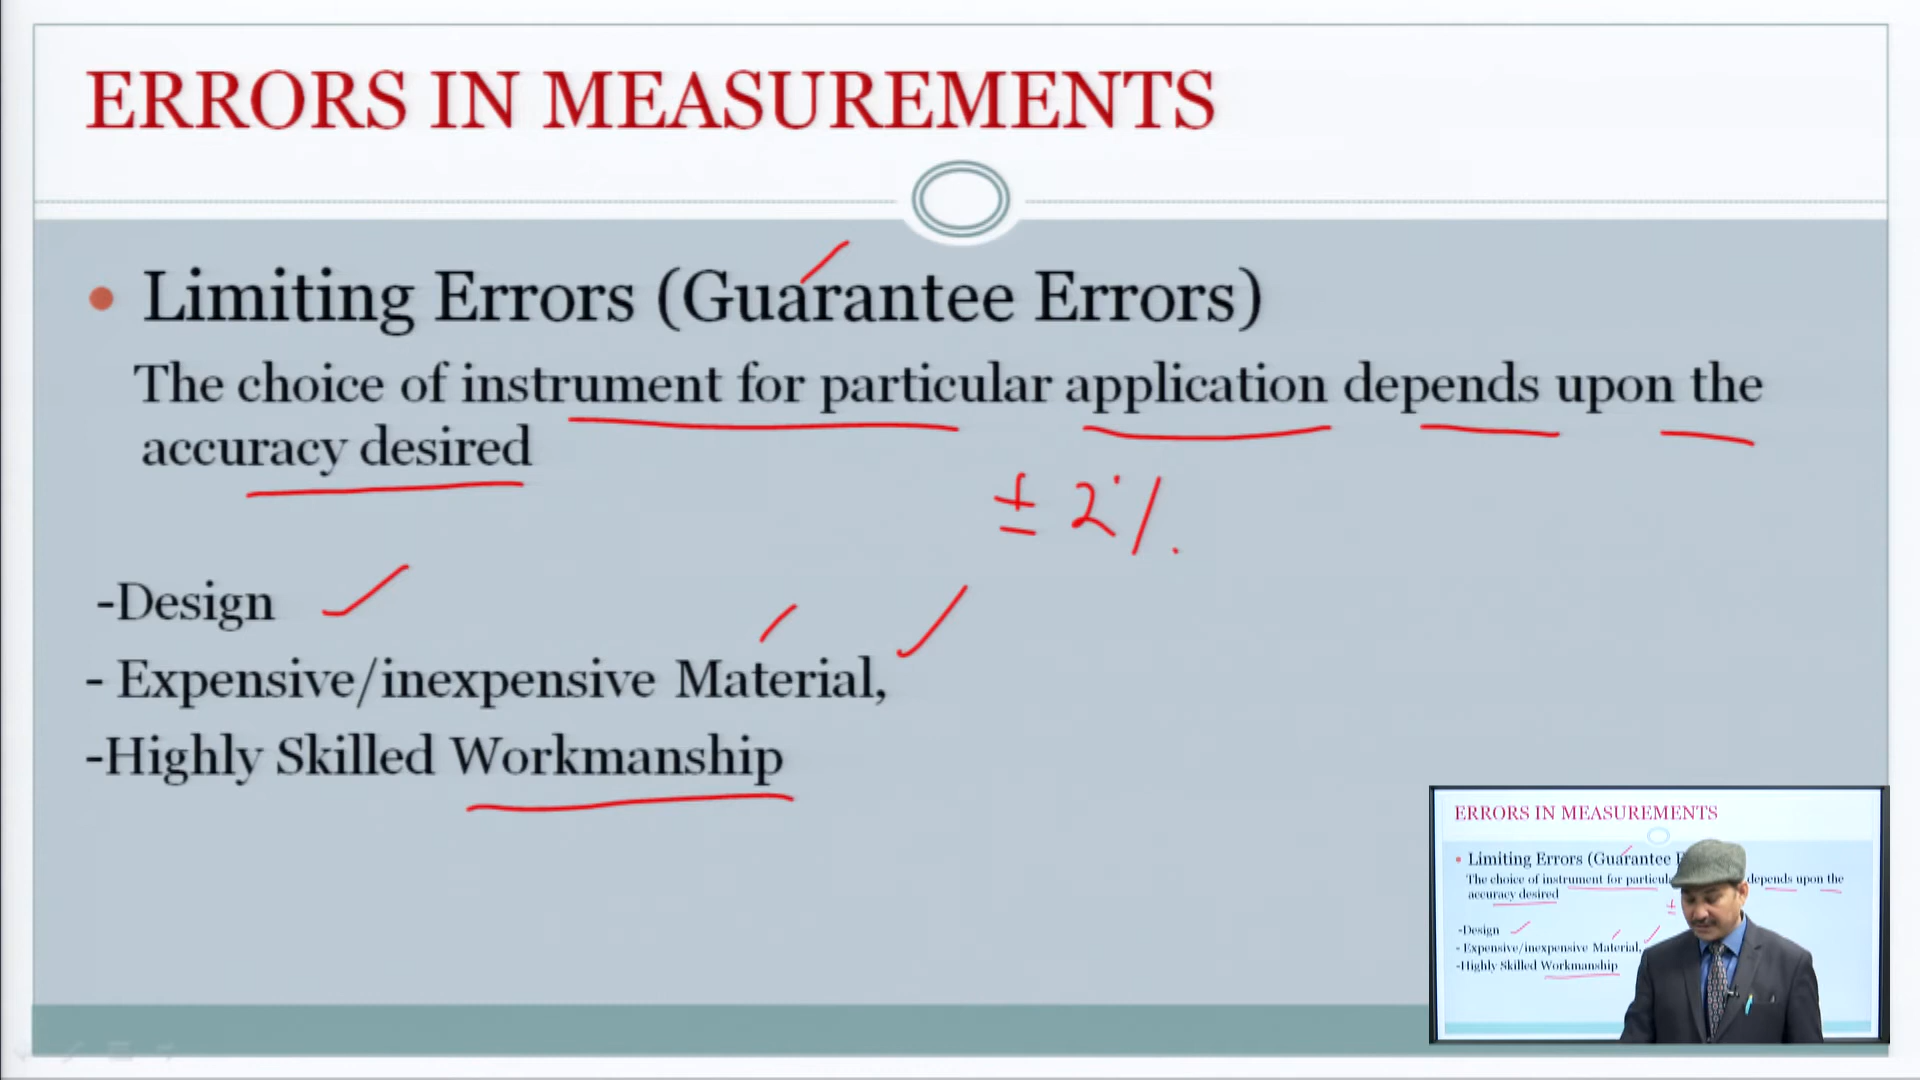 ERRORS IN MEASUREMENTS
• Limiting Errors (Guarantee Errors)
The choice of instrument for particular application depends upon the
accuracy desired
± 2%.
-Design
- Expensive/inexpensive Material,
-Highly Skilled Workmanship
ERRORS IN MEASUREMENTS
• Limiting Errors (Guarantee
The choice of instrument for depends upon the
accuracy desired
±
-Design
- Expensive/inexpensive Material,
-Highly Skilled Workmanship